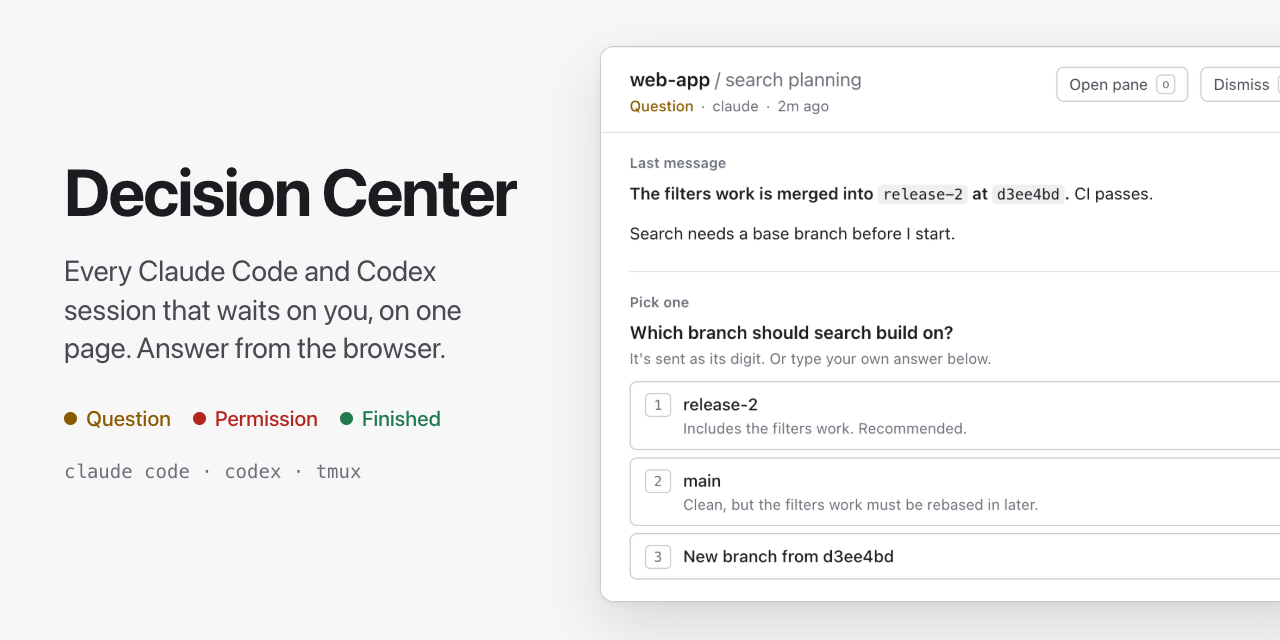 Decision Center
Every Claude Code and Codex
session that waits on you, on one
page. Answer from the browser.
Question Permission Finished
claude code · codex · tmux
web-app / search planning
Question · claude · 2m ago
Open pane o
Dismiss
Last message
The filters work is merged into release-2 at d3ee4bd. CI passes.
Search needs a base branch before I start.
Pick one
Which branch should search build on?
It's sent as its digit. Or type your own answer below.
1 release-2
Includes the filters work. Recommended.
2 main
Clean, but the filters work must be rebased in later.
3 New branch from d3ee4bd